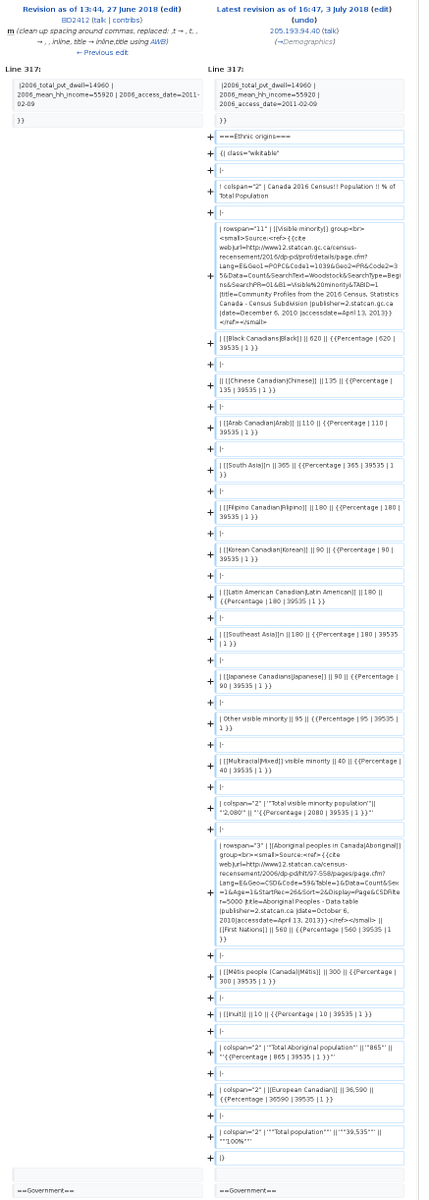 Revision as of 13:44, 27 June 2018 (edit)
BD2412 (talk | contribs)
m (clean up spacing around commas, replaced: ,t → , t, ,
→ , , inline, title → inline,title using AWB)
← Previous edit
Latest revision as of 16:47, 3 July 2018 (edit)
(undo)
205.193.94.40 (talk)
(→Demographics)
Line 317:
Line 317:
|2006_total_pvt_dwell=14960 |
2006_mean_hh_income=55920 | 2006_access_date=2011-
02-09
|2006_total_pvt_dwell=14960 |
2006_mean_hh_income=55920 |
2006_access_date=2011-02-09
}}
}}
+ ===Ethnic origins===
+ {| class="wikitable"
+ |-
+ ! colspan="2" | Canada 2016 Census!! Population !! % of
Total Population
+ |-
+ | rowspan="11" | [[Visible minority]] group<br>
<small>Source:<ref>{{cite
web|url=http://www12.statcan.gc.ca/census-
recensement/2016/dp-pd/prof/details/page.cfm?
Lang=E&Geo1=POPC&Code1=1039&Geo2=PR&Code2=3
5&Data=Count&SearchText=Woodstock&SearchType=Begi
ns&SearchPR=01&B1=Visible%20minority&TABID=1
|title=Community Profiles from the 2016 Census, Statistics
Canada - Census Subdivision |publisher=2.statcan.gc.ca
|date=December 6, 2010 |accessdate=April 13, 2013}}
</ref></small>
+ | [[Black Canadians|Black]] || 620 || {{Percentage | 620 |
39535 | 1 }}
+ |-
+ || [[Chinese Canadian|Chinese]] || 135 || {{Percentage |
135 | 39535 | 1 }}
+ |-
+ | [[Arab Canadian|Arab]] || 110 || {{Percentage | 110 |
39535 | 1 }}
+ |-
+ | [[South Asia]]n || 365 || {{Percentage | 365 | 39535 | 1
}}
+ |-
+ | [[Filipino Canadian|Filipino]] || 180 || {{Percentage | 180 |
39535 | 1 }}
+ |-
+ | [[Korean Canadian|Korean]] || 90 || {{Percentage | 90 |
39535 | 1 }}
+ |-
+ | [[Latin American Canadian|Latin American]] || 180 ||
{{Percentage | 180 | 39535 | 1 }}
+ |-
+ | [[Southeast Asia]]n || 180 || {{Percentage | 180 | 39535
| 1 }}
+ |-
+ | [[Japanese Canadians|Japanese]] || 90 || {{Percentage |
90 | 39535 | 1 }}
+ |-
+ | Other visible minority || 95 || {{Percentage | 95 | 39535 |
1 }}
+ |-
+ | [[Multiracial|Mixed]] visible minority || 40 || {{Percentage |
40 | 39535 | 1 }}
+ |-
+ | colspan="2" | '''Total visible minority population'''||
'''2,080''' || '''{{Percentage | 2080 | 39535 | 1 }}'''
+ |-
+ | rowspan="3" | [[Aboriginal peoples in Canada|Aboriginal]]
group<br><small>Source:<ref>{{cite
web|url=http://www12.statcan.ca/census-
recensement/2006/dp-pd/hlt/97-558/pages/page.cfm?
Lang=E&Geo=CSD&Code=59&Table=1&Data=Count&Sex
=1&Age=1&StartRec=26&Sort=2&Display=Page&CSDFilte
r=5000 |title=Aboriginal Peoples - Data table
|publisher=2.statcan.ca |date=October 6,
2010|accessdate=April 13, 2013}}</ref></small> ||
[[First Nations]] || 560 || {{Percentage | 560 | 39535 | 1
}}
+ |-
+ | [[Métis people (Canada)|Métis]] || 300 || {{Percentage |
300 | 39535 | 1 }}
+ |-
+ | [[Inuit]] || 10 || {{Percentage | 10 | 39535 | 1 }}
+ |-
+ | colspan="2" | '''Total Aboriginal population''' || '''865''' ||
'''{{Percentage | 865 | 39535 | 1 }}'''
+ |-
+ | colspan="2" | [[European Canadian]] || 36,590 ||
{{Percentage | 36590 | 39535 | 1 }}
+ |-
+ | colspan="2" | '''''Total population''''' || '''''39,535''''' ||
'''''100%'''''
+ |}
==Government==
==Government==